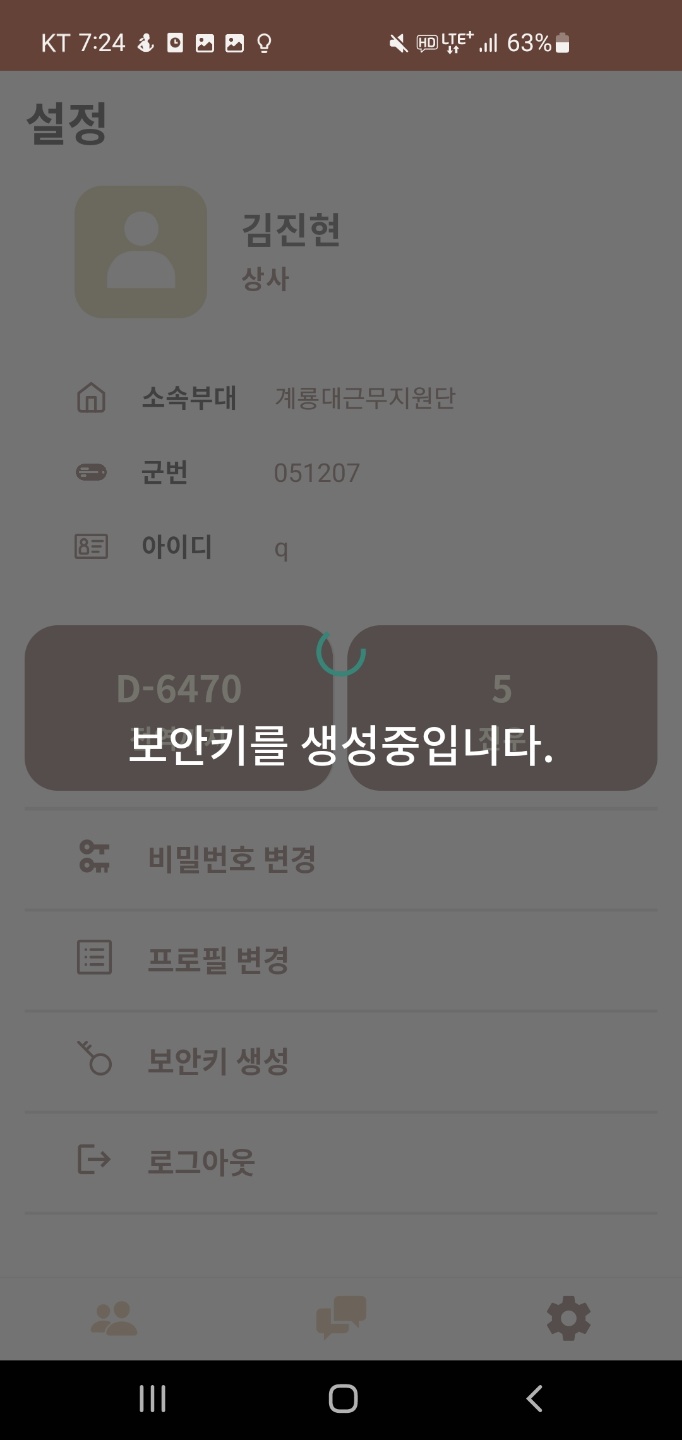 KT 7:24 HD LTE+ 63%
설정
김진현
상사
소속부대 계룡대근무지원단
군번 051207
아이디 q
D-6470 5
보안키를 생성중입니다.
비밀번호 변경
프로필 변경
보안키 생성
로그아웃